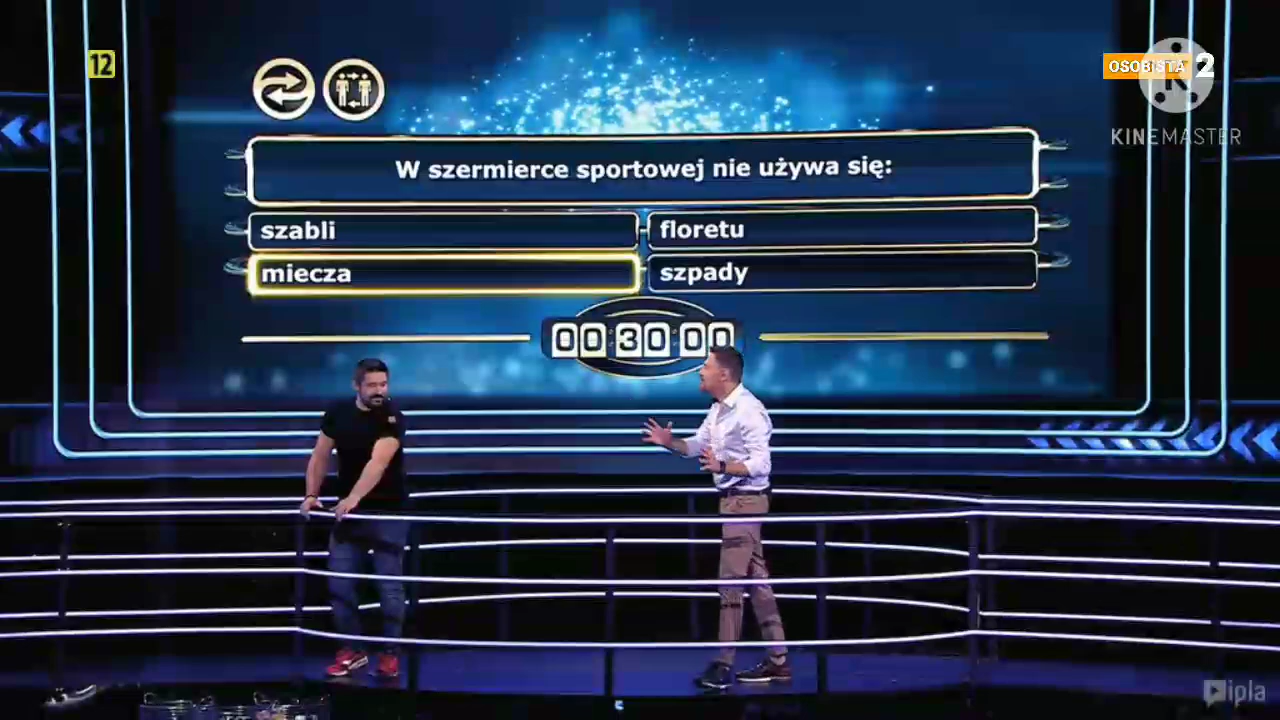 12
OSOBISTA 2
K
KINEMASTER
W szermierce sportowej nie używa się:
szabli
floretu
miecza
szpady
00:30:00
ipla